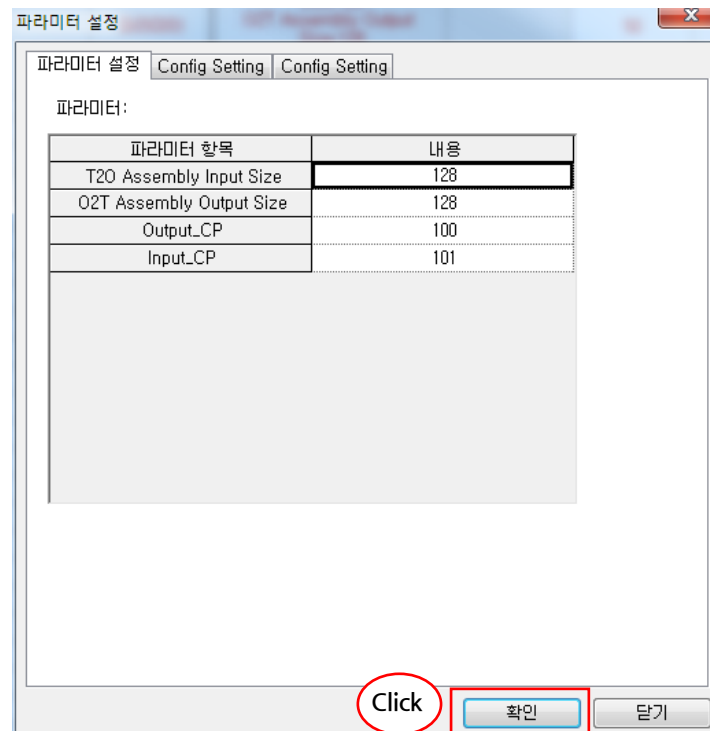 파라미터 설정
X
파라미터 설정 Config Setting Config Setting
파라미터:
파라미터 항목 내용
T2O Assembly Input Size 128
O2T Assembly Output Size 128
Output_CP 100
Input_CP 101
Click 확인 닫기